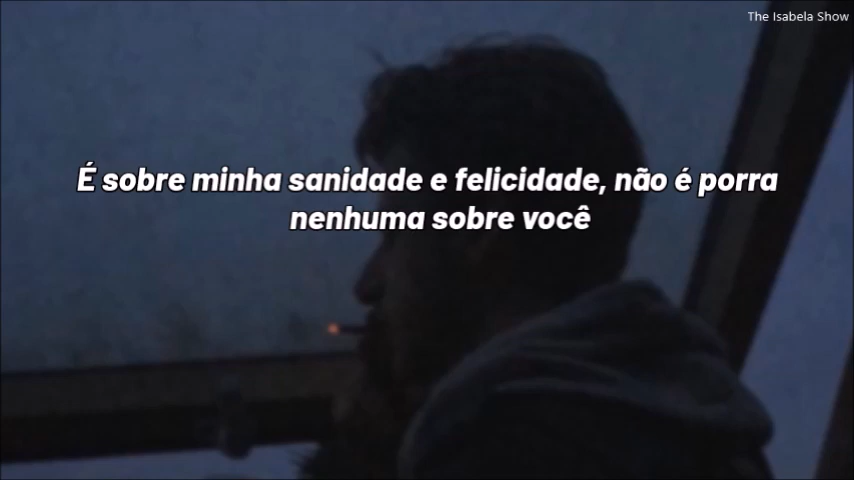 The Isabela Show
É sobre minha sanidade e felicidade, não é porra
nenhuma sobre você